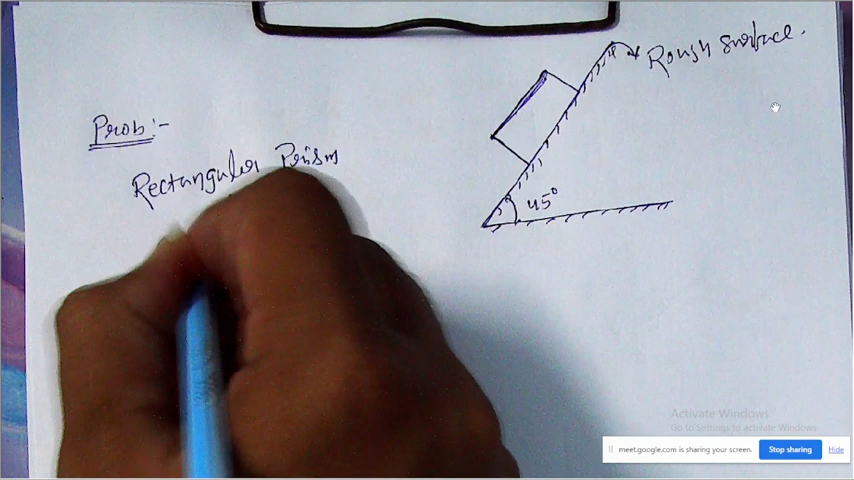 Rough surface.
Prob:-
Rectangular Prism
45°
Activate Windows
Go to Settings to activate Windows.
meet.google.com is sharing your screen.
Stop sharing
Hide